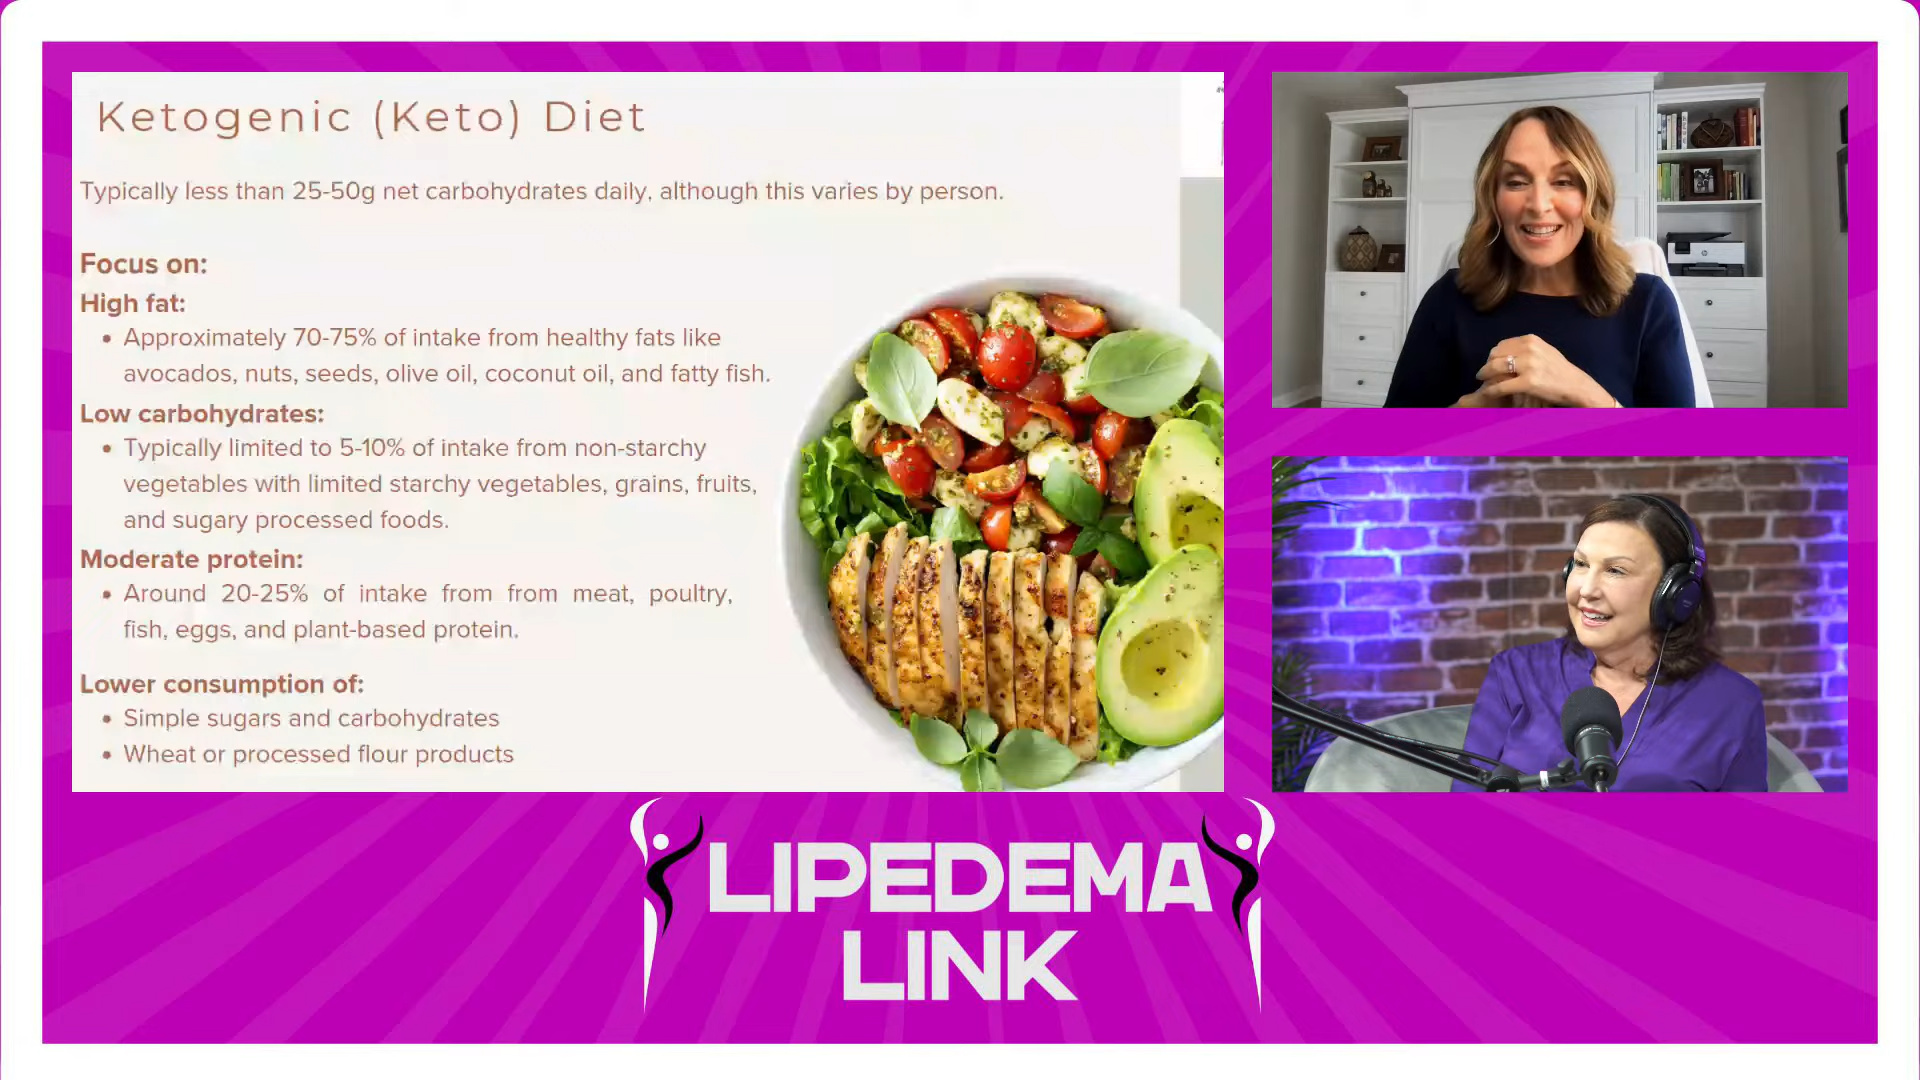 Ketogenic (Keto) Diet
Typically less than 25-50g net carbohydrates daily, although this varies by person.
Focus on:
High fat:
• Approximately 70-75% of intake from healthy fats like
avocados, nuts, seeds, olive oil, coconut oil, and fatty fish.
Low carbohydrates:
• Typically limited to 5-10% of intake from non-starchy
vegetables with limited starchy vegetables, grains, fruits,
and sugary processed foods.
Moderate protein:
• Around 20-25% of intake from from meat, poultry,
fish, eggs, and plant-based protein.
Lower consumption of:
• Simple sugars and carbohydrates
• Wheat or processed flour products
LIPEDEMA
LINK